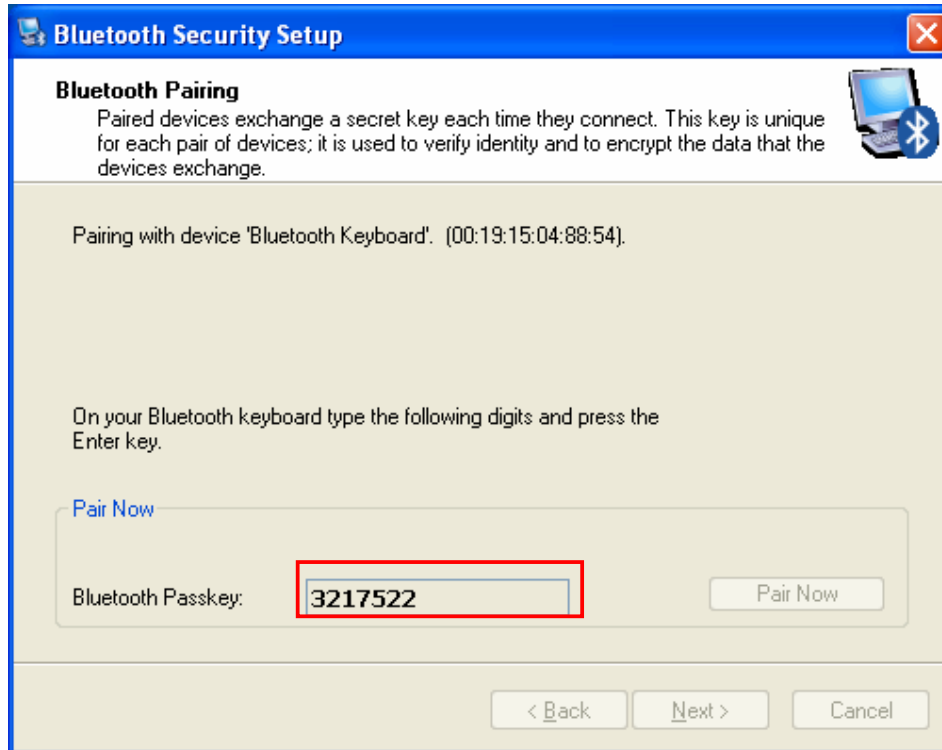 Bluetooth Security Setup
Bluetooth Pairing
Paired devices exchange a secret key each time they connect. This key is unique
for each pair of devices; it is used to verify identity and to encrypt the data that the
devices exchange.
Pairing with device 'Bluetooth Keyboard'. (00:19:15:04:88:54).
On your Bluetooth keyboard type the following digits and press the
Enter key.
Pair Now
Bluetooth Passkey: 3217522 Pair Now
< Back Next > Cancel